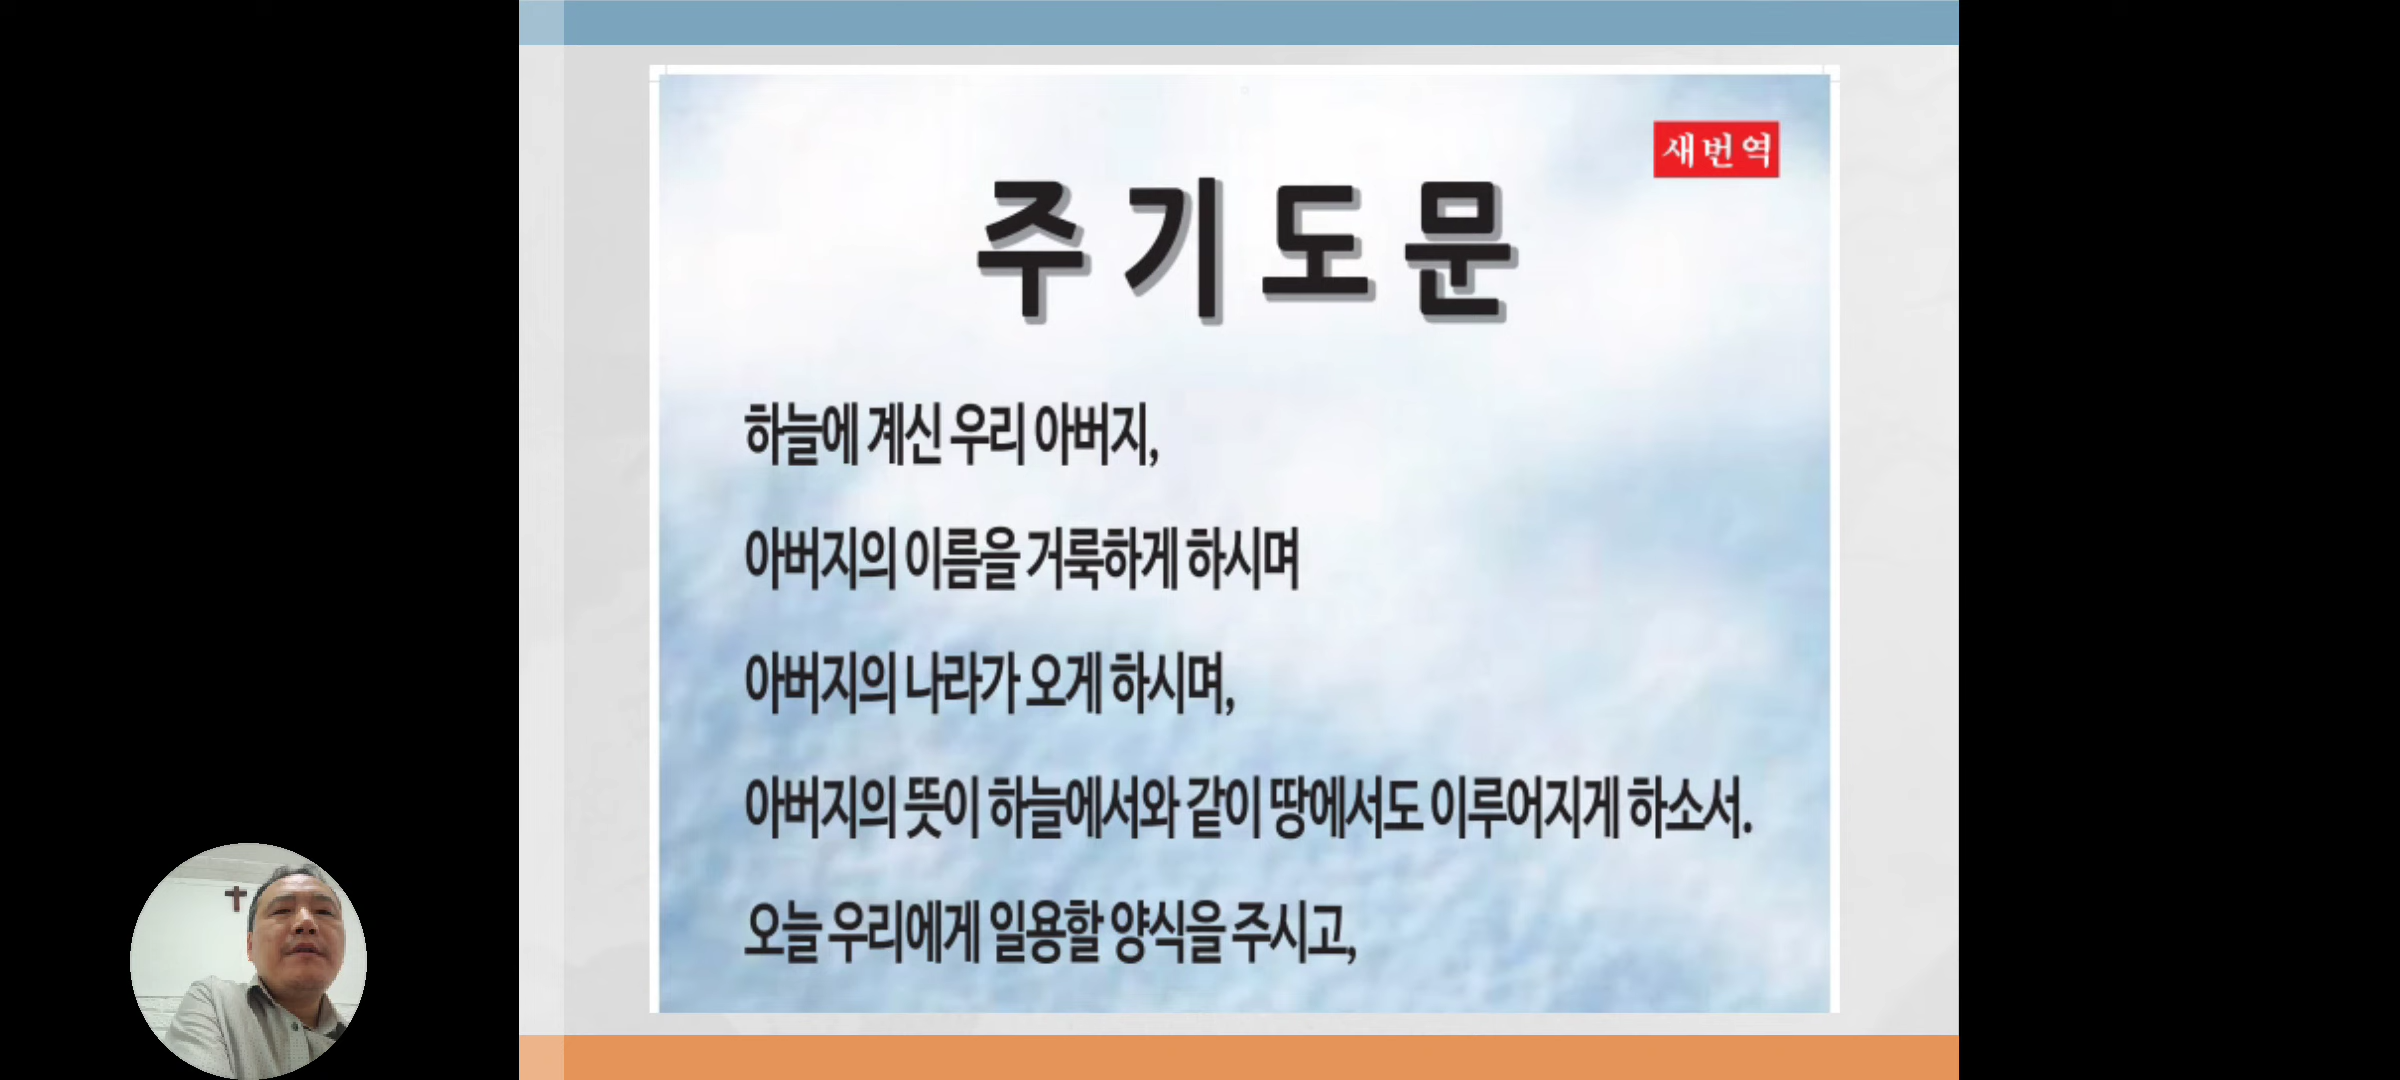 새번역
주기도문
하늘에 계신 우리 아버지,
아버지의 이름을 거룩하게 하시며
아버지의 나라가 오게 하시며,
아버지의 뜻이 하늘에서와 같이 땅에서도 이루어지게 하소서.
오늘 우리에게 일용할 양식을 주시고,